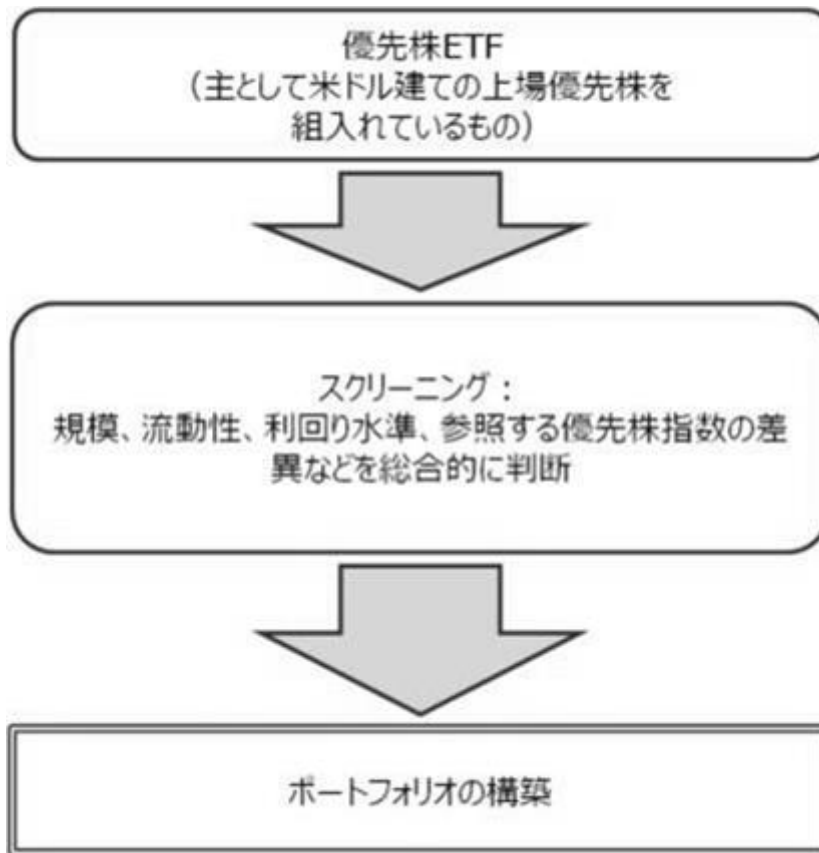 優先株ETF
（主として米ドル建ての上場優先株を
組入れているもの）
スクリーニング：
規模、流動性、利回り水準、参照する優先株指数の差
異などを総合的に判断
ポートフォリオの構築